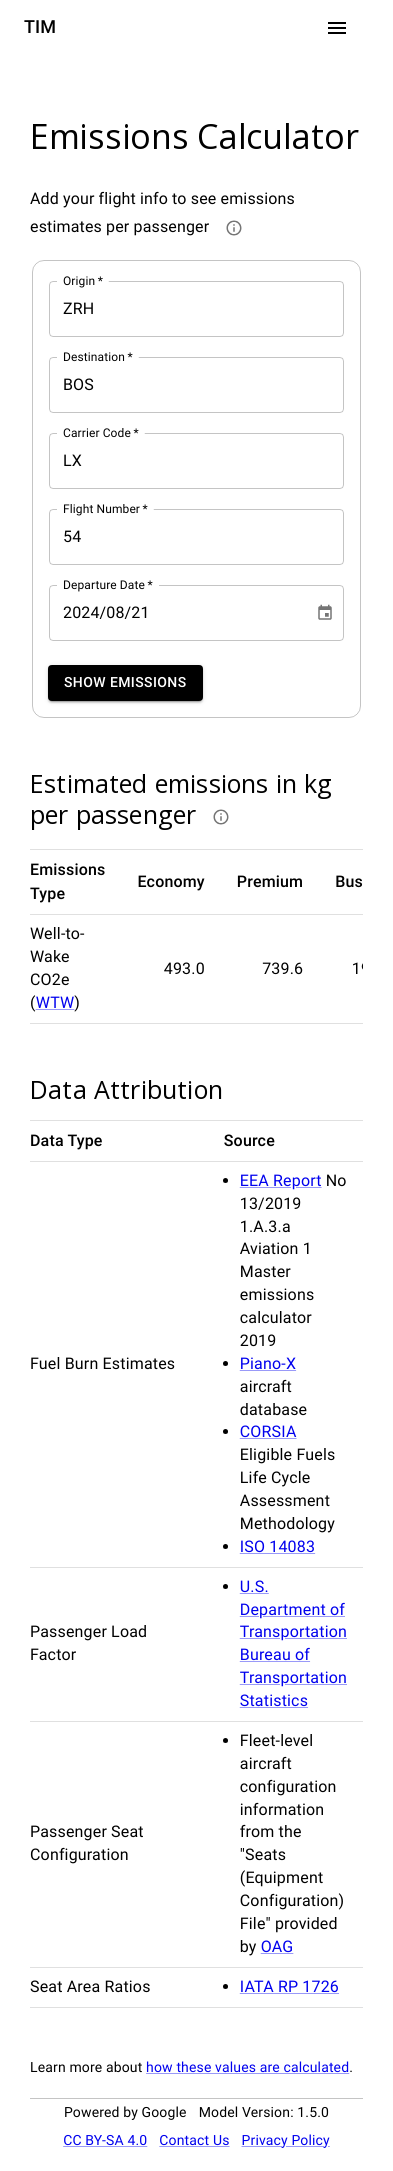 TIM
Emissions Calculator
Add your flight info to see emissions
estimates per passenger
Origin *
ZRH
Destination *
BOS
Carrier Code *
LX
Flight Number *
54
Departure Date *
2024/08/21
SHOW EMISSIONS
Estimated emissions in kg
per passenger
Emissions
Type
Economy Premium Bus
Well-to-
Wake
CO2e
(WTW)
493.0 739.6
Data Attribution
Data Type Source
Fuel Burn Estimates
• EEA Report No
13/2019
1.A.3.a
Aviation 1
Master
emissions
calculator
2019
• Piano-X
aircraft
database
• CORSIA
Eligible Fuels
Life Cycle
Assessment
Methodology
• ISO 14083
Passenger Load
Factor
• U.S.
Department of
Transportation
Bureau of
Transportation
Statistics
Passenger Seat
Configuration
• Fleet-level
aircraft
configuration
information
from the
"Seats
(Equipment
Configuration)
File" provided
by OAG
Seat Area Ratios
• IATA RP 1726
Learn more about how these values are calculated.
Powered by Google Model Version: 1.5.0
CC BY-SA 4.0 Contact Us Privacy Policy